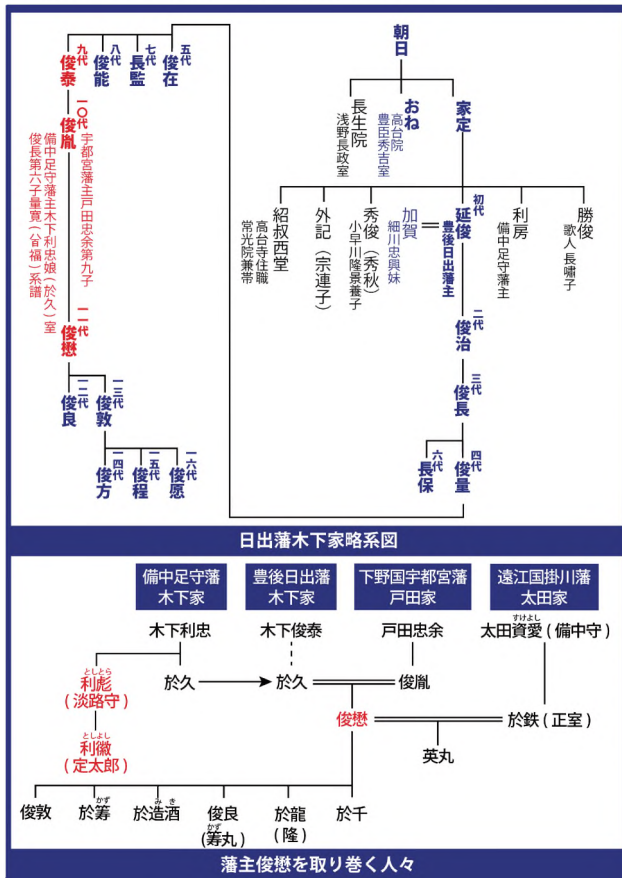 朝日
家定
おね
高台院
豊臣秀吉室
長生院
浅野長政室
勝俊
歌人長嘯子
利房
備中足守藩主
初代
延俊
豊後日出藩主
加賀
細川忠興妹
秀俊(秀秋)
小早川隆景養子
外記(宗連子)
紹叔西堂
高台寺住職
常光院兼帯
二代
俊治
三代
俊長
四代
俊量
六代
長保
五代
俊在
七代
長監
八代
俊能
九代
俊泰
一〇代
俊胤
宇都宮藩主戸田忠余第九子
備中足守藩主木下利忠娘(於久)室
俊長第六子量寛(八百福)系譜
一一代
俊懋
一三代
俊敦
一二代
俊良
一六代
俊愿
一五代
俊程
一四代
俊方
日出藩木下家略系図
備中足守藩
木下家
豊後日出藩
木下家
下野国宇都宮藩
戸田家
遠江国掛川藩
太田家
木下利忠
木下俊泰
戸田忠余
すけよし
太田資愛(備中守)
としとら
利彪
(淡路守)
於久
於久
俊胤
としよし
利徽
(定太郎)
俊懋
於鉄(正室)
英丸
俊敦
かず
於筹
みき
於造酒
俊良
かず
(筹丸)
於龍
(隆)
於千
藩主俊懋を取り巻く人々